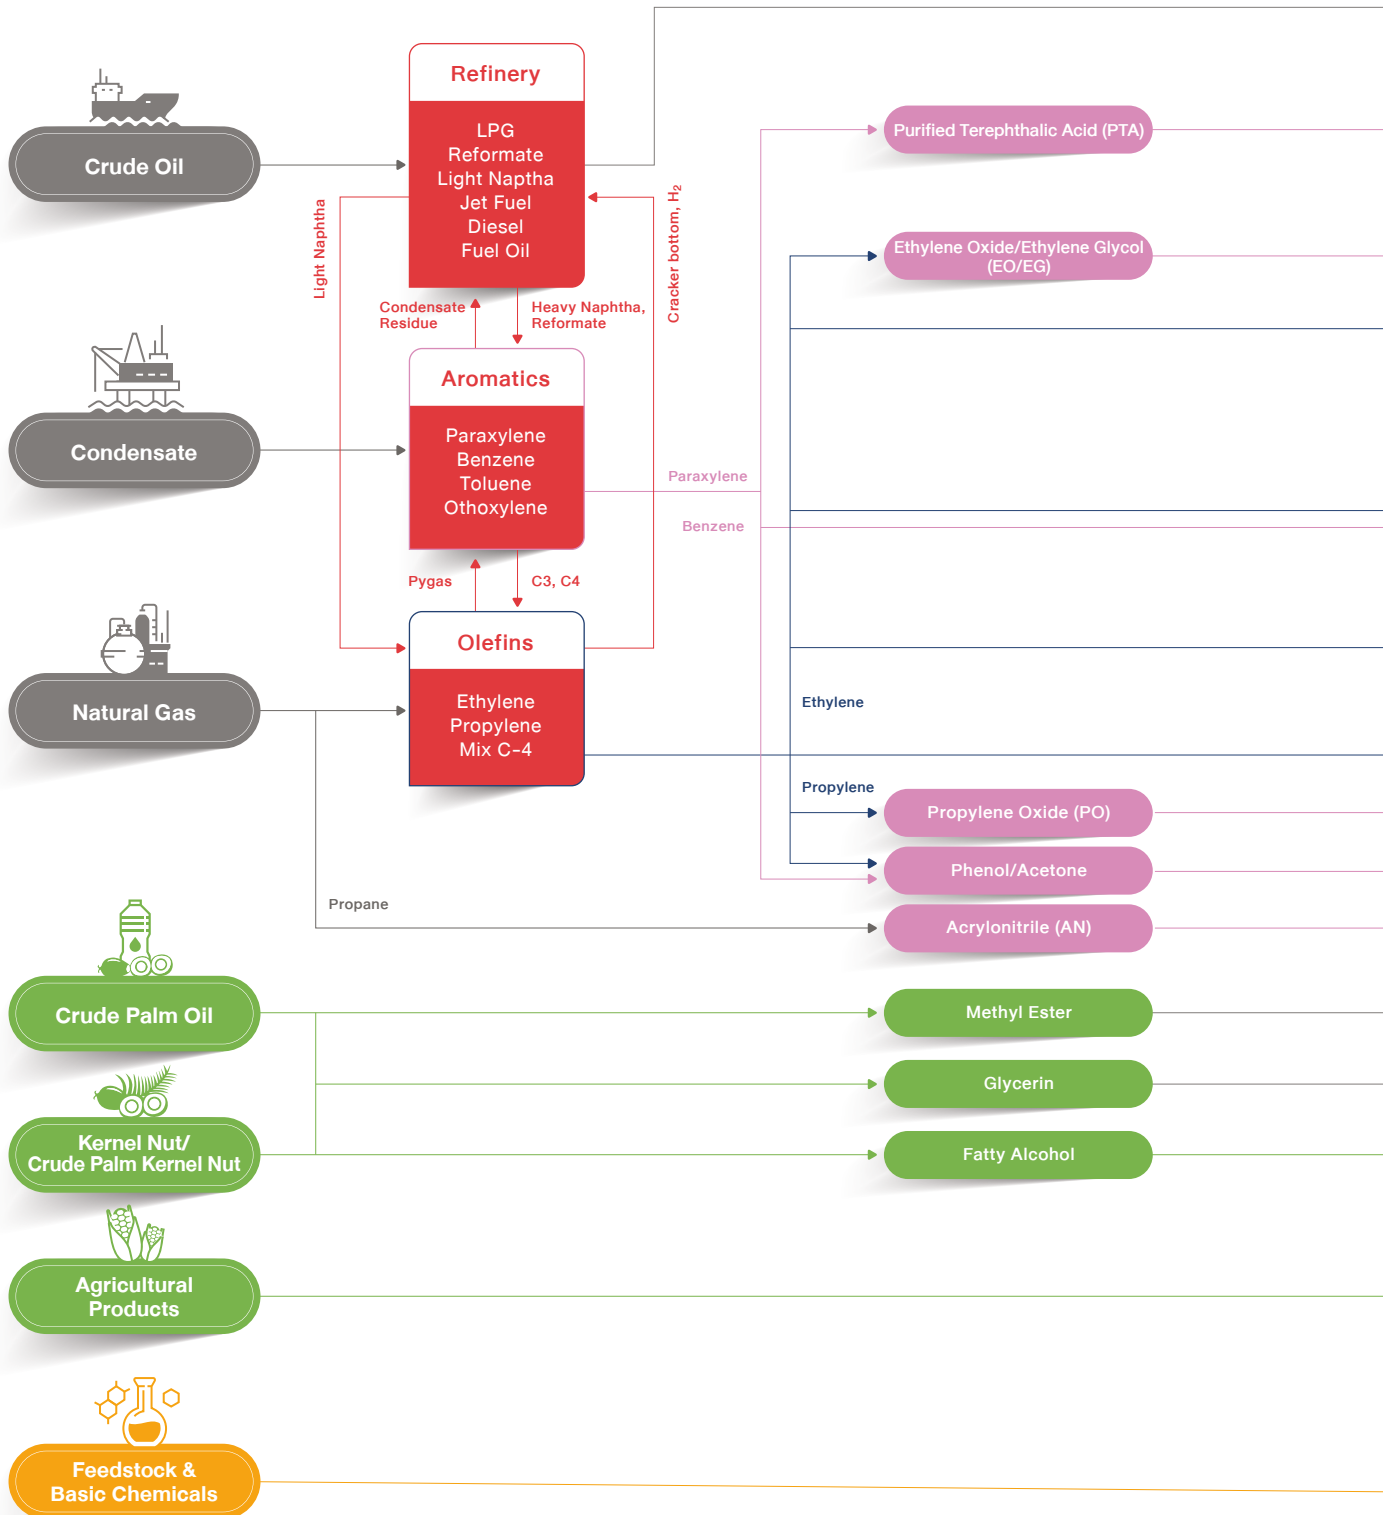 Refinery
LPG
Reformate
Light Naptha
Jet Fuel
Diesel
Fuel Oil
Crude Oil
Purified Terephthalic Acid (PTA)
Light Naphtha
Cracker bottom, H₂
Ethylene Oxide/Ethylene Glycol
(EO/EG)
Condensate
Residue
Heavy Naphtha,
Reformate
Aromatics
Paraxylene
Benzene
Toluene
Othoxylene
Condensate
Paraxylene
Benzene
Pygas
C3, C4
Olefins
Ethylene
Propylene
Mix C-4
Natural Gas
Ethylene
Propylene
Propylene Oxide (PO)
Phenol/Acetone
Propane
Acrylonitrile (AN)
Crude Palm Oil
Methyl Ester
Glycerin
Kernel Nut/
Crude Palm Kernel Nut
Fatty Alcohol
Agricultural
Products
Feedstock &
Basic Chemicals